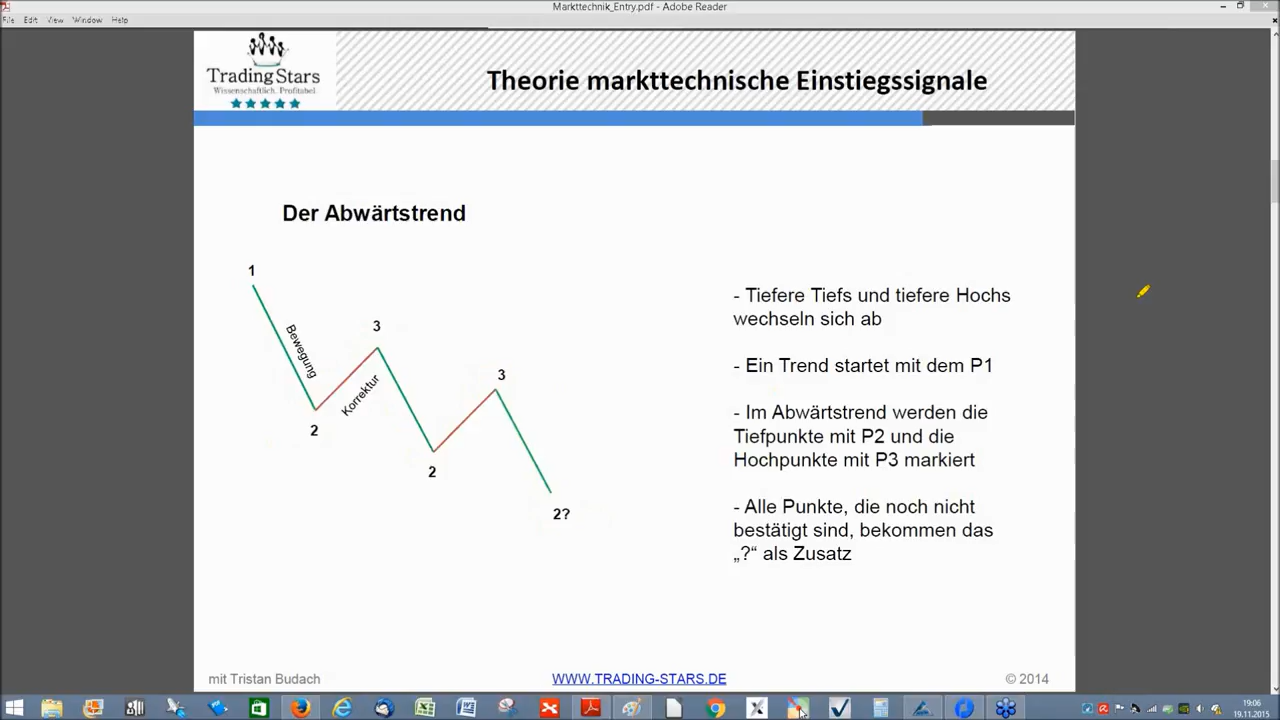 Markttechnik_Entry.pdf - Adobe Reader
File Edit View Window Help
TradingStars
Wissenschaftlich. Profitabel
Theorie markttechnische Einstiegssignale
Der Abwärtstrend
1
Bewegung
2
Korrektur
3
2
3
2?
- Tiefere Tiefs und tiefere Hochs
wechseln sich ab
- Ein Trend startet mit dem P1
- Im Abwärtstrend werden die
Tiefpunkte mit P2 und die
Hochpunkte mit P3 markiert
- Alle Punkte, die noch nicht
bestätigt sind, bekommen das
„?“ als Zusatz
mit Tristan Budach
WWW.TRADING-STARS.DE
© 2014
19:06
19.11.2015